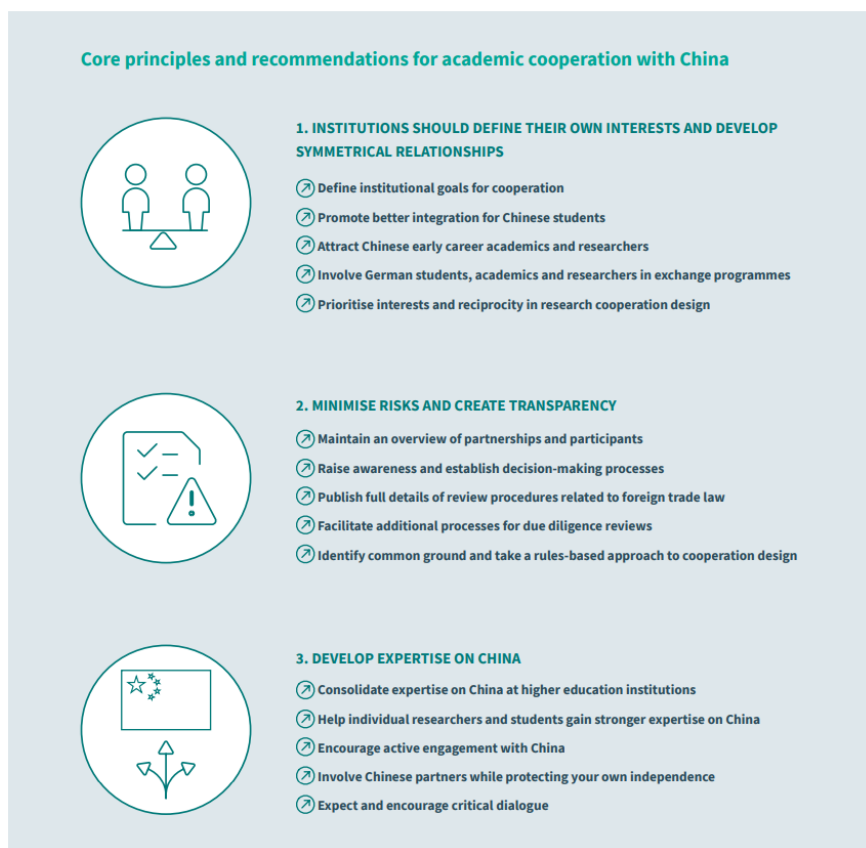 Core principles and recommendations for academic cooperation with China
1. INSTITUTIONS SHOULD DEFINE THEIR OWN INTERESTS AND DEVELOP
SYMMETRICAL RELATIONSHIPS
Define institutional goals for cooperation
Promote better integration for Chinese students
Attract Chinese early career academics and researchers
Involve German students, academics and researchers in exchange programmes
Prioritise interests and reciprocity in research cooperation design
2. MINIMISE RISKS AND CREATE TRANSPARENCY
Maintain an overview of partnerships and participants
Raise awareness and establish decision-making processes
Publish full details of review procedures related to foreign trade law
Facilitate additional processes for due diligence reviews
Identify common ground and take a rules-based approach to cooperation design
3. DEVELOP EXPERTISE ON CHINA
Consolidate expertise on China at higher education institutions
Help individual researchers and students gain stronger expertise on China
Encourage active engagement with China
Involve Chinese partners while protecting your own independence
Expect and encourage critical dialogue